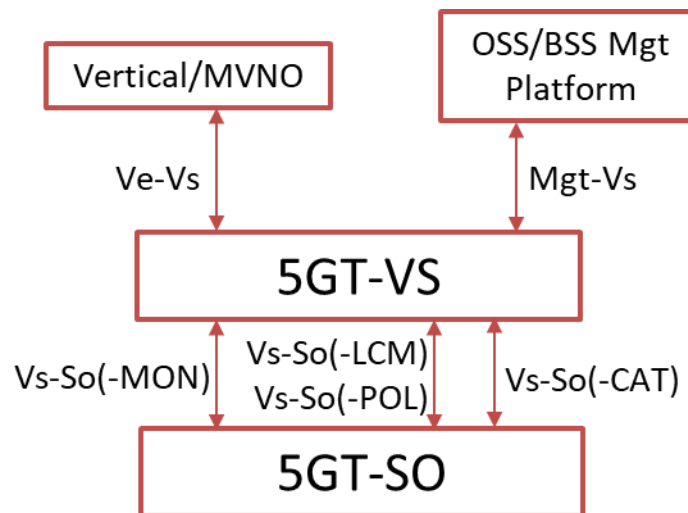 Vertical/MVNO
OSS/BSS Mgt
Platform
Ve-Vs
Mgt-Vs
5GT-VS
Vs-So(-MON)
Vs-So(-LCM)
Vs-So(-POL)
Vs-So(-CAT)
5GT-SO